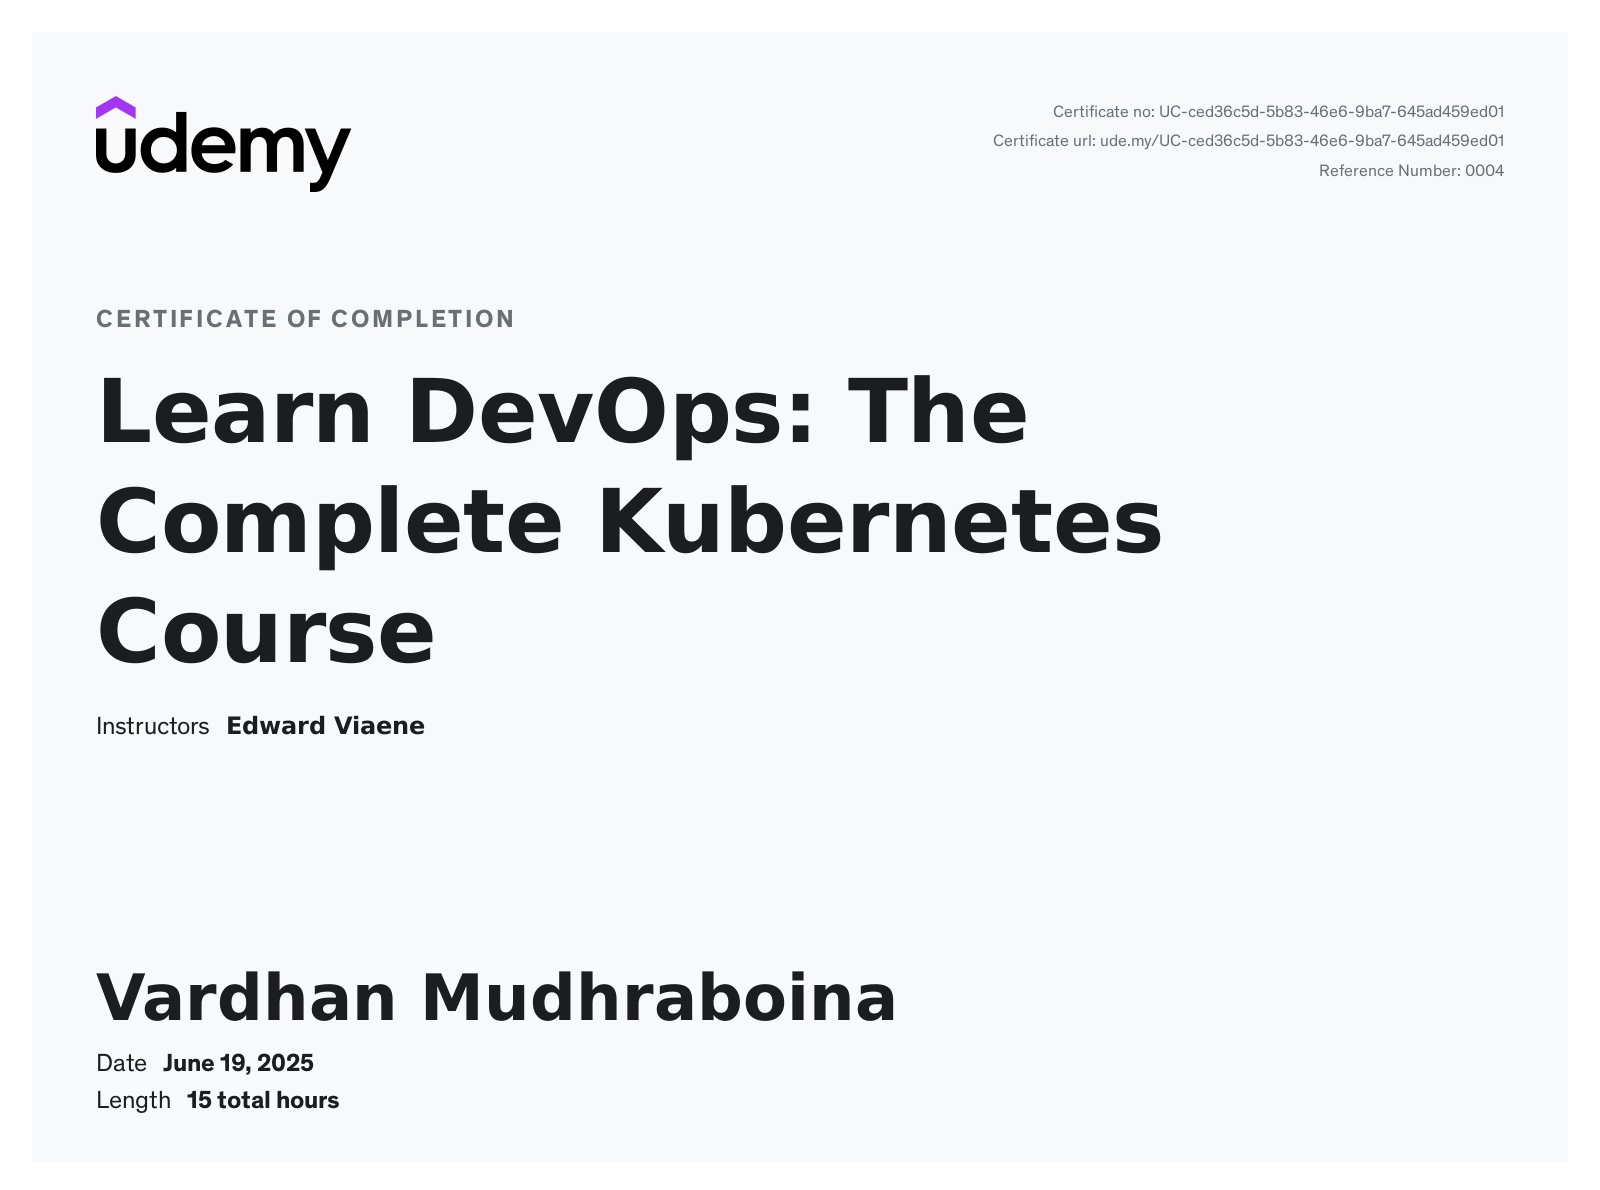 udemy
Certificate no: UC-ced36c5d-5b83-46e6-9ba7-645ad459ed01
Certificate url: ude.my/UC-ced36c5d-5b83-46e6-9ba7-645ad459ed01
Reference Number: 0004
CERTIFICATE OF COMPLETION
Learn DevOps: The
Complete Kubernetes
Course
Instructors Edward Viaene
Vardhan Mudhraboina
Date June 19, 2025
Length 15 total hours